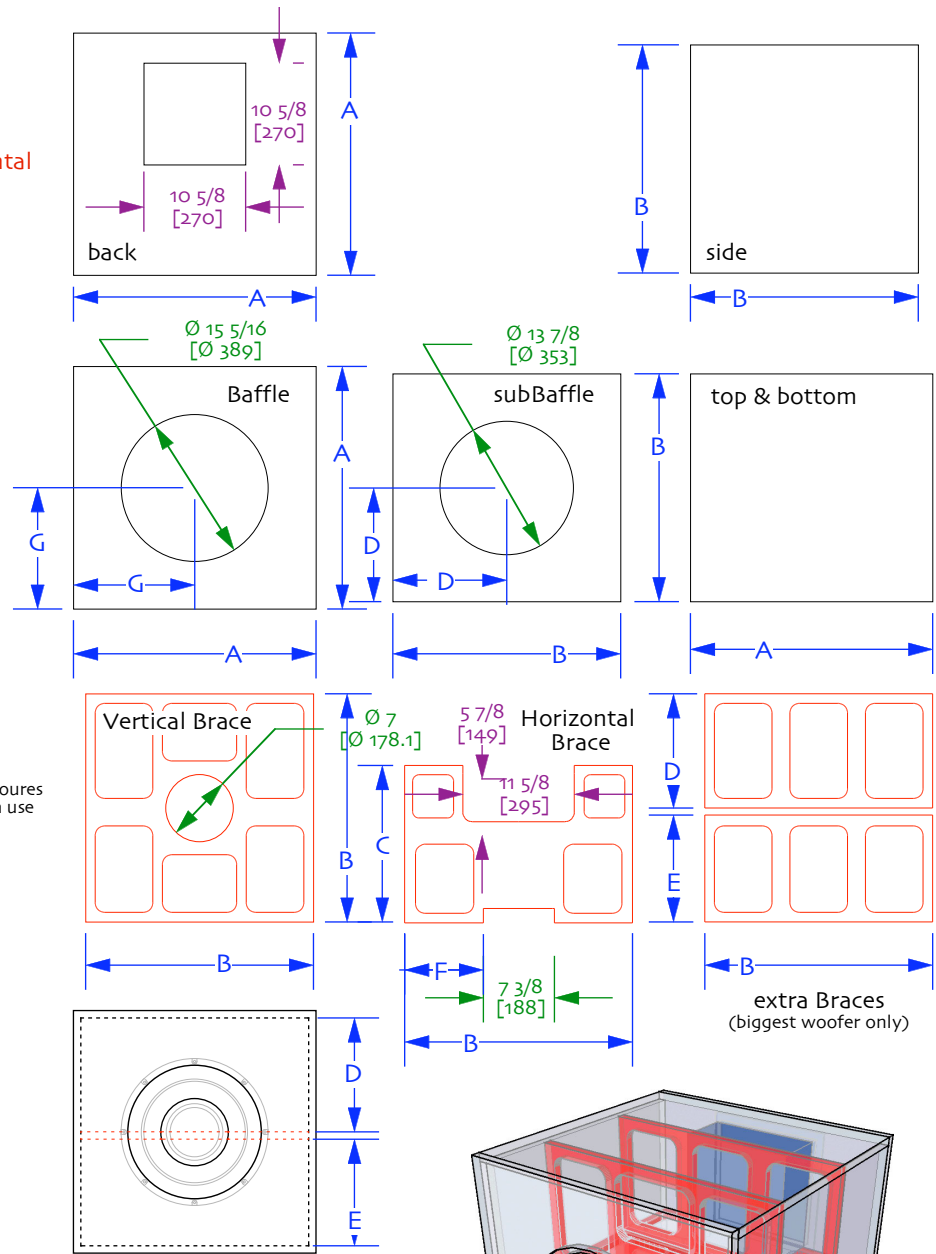 A
10 5/8
[270]
ntal
10 5/8
[270]
back
A
B
side
B
Ø 15 5/16
[Ø 389]
Baffle
A
G
G
A
Ø 13 7/8
[Ø 353]
subBaffle
D
D
B
top & bottom
B
A
Vertical Brace
Ø 7
[Ø 178.1]
B
B
5 7/8
[149]
Horizontal
Brace
11 5/8
[295]
C
F
7 3/8
[188]
B
D
E
B
extra Braces
(biggest woofer only)
oures
use
D
E